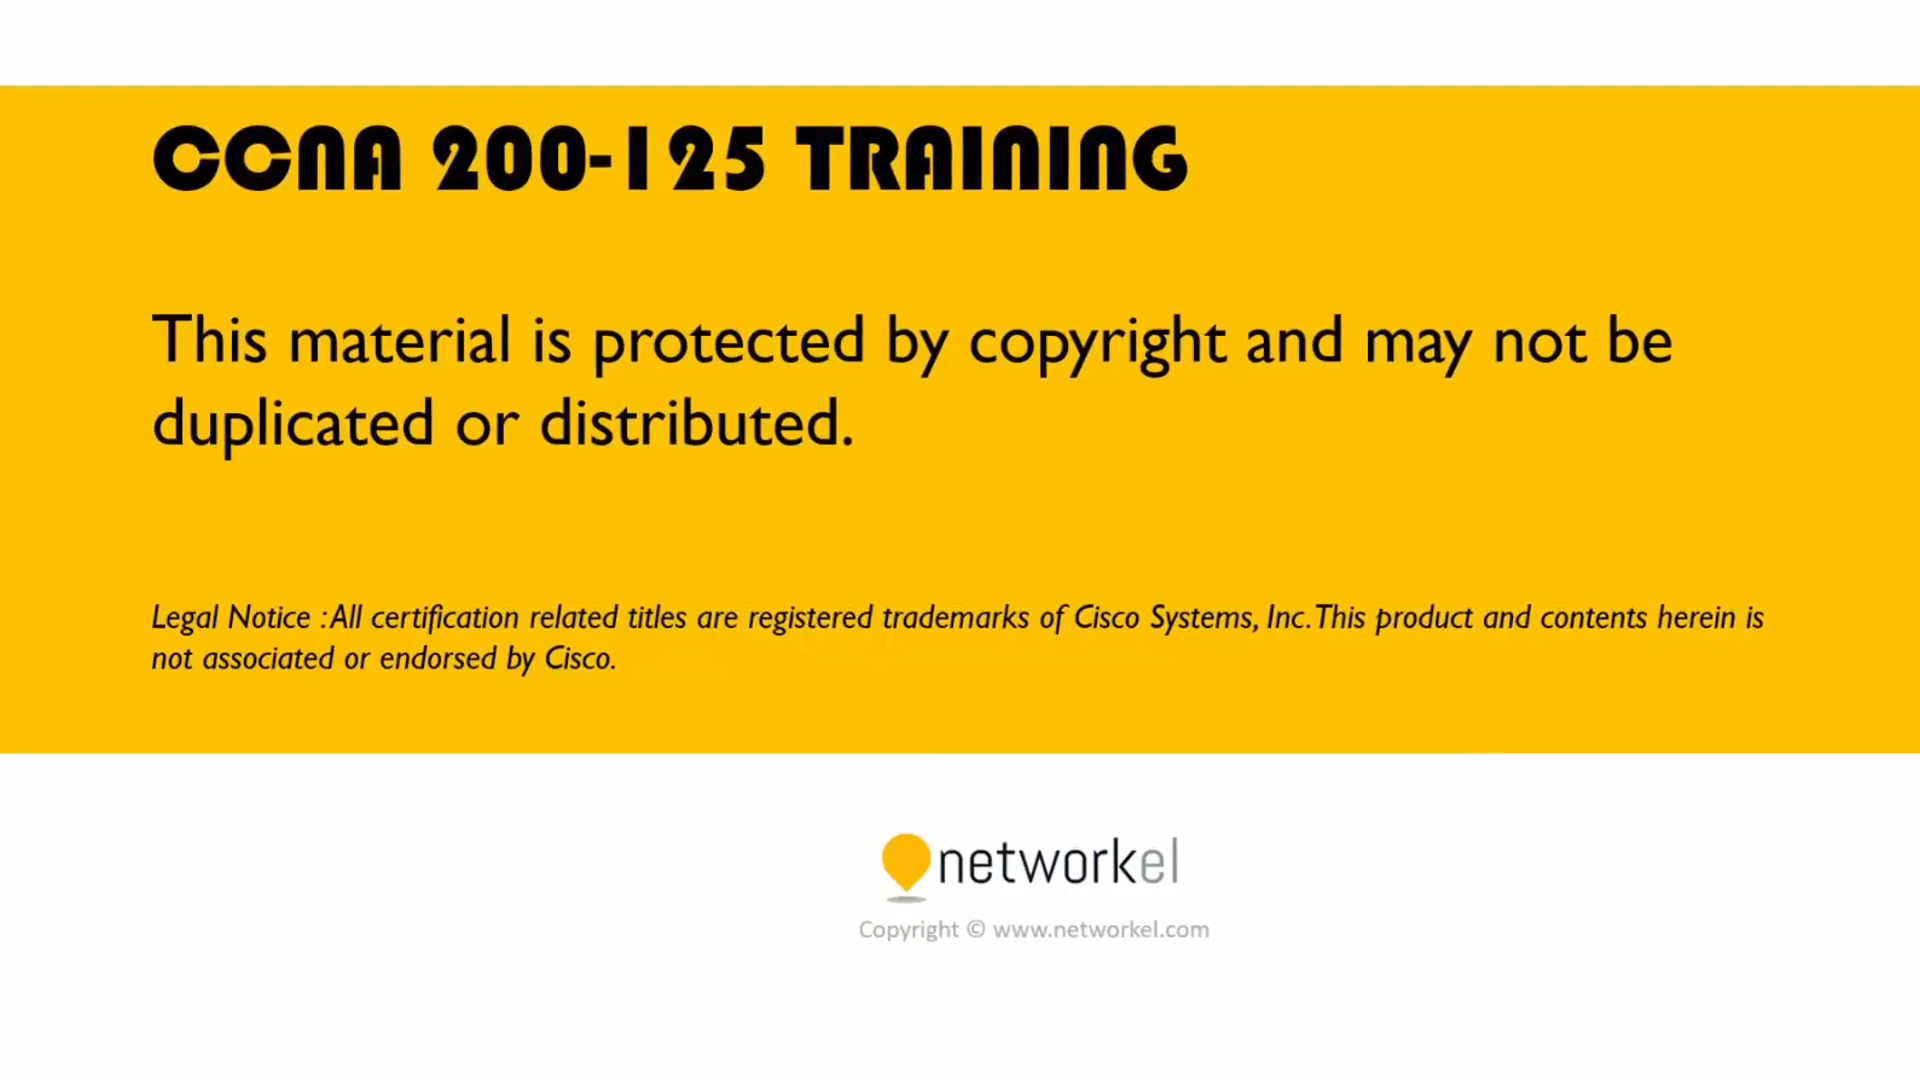 CCNA 200-125 TRAINING
This material is protected by copyright and may not be
duplicated or distributed.
Legal Notice : All certification related titles are registered trademarks of Cisco Systems, Inc. This product and contents herein is
not associated or endorsed by Cisco.
networkel
Copyright © www.networkel.com